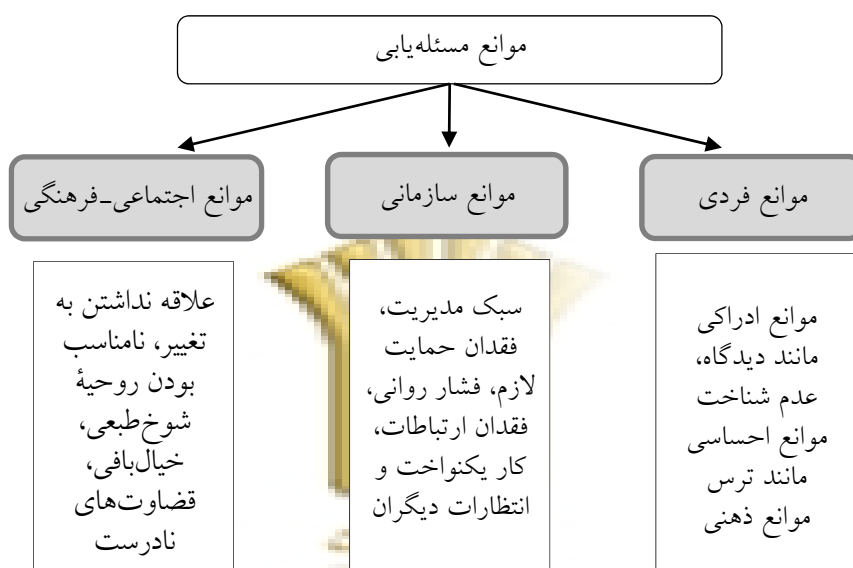 موانع مسئله‌یابی
موانع فردی
موانع سازمانی
موانع اجتماعی-فرهنگی
موانع ادراکی
مانند دیدگاه،
عدم شناخت
موانع احساسی
مانند ترس
موانع ذهنی
سبک مدیریت،
فقدان حمایت
لازم، فشار روانی،
فقدان ارتباطات،
کار یکنواخت و
انتظارات دیگران
علاقه نداشتن به
تغییر، نامناسب
بودن روحیهٔ
شوخ‌طبعی،
خیال‌بافی،
قضاوت‌های
نادرست